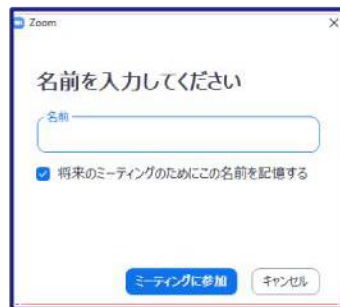 Zoom
名前を入力してください
名前
将来のミーティングのためにこの名前を記憶する
ミーティングに参加 キャンセル